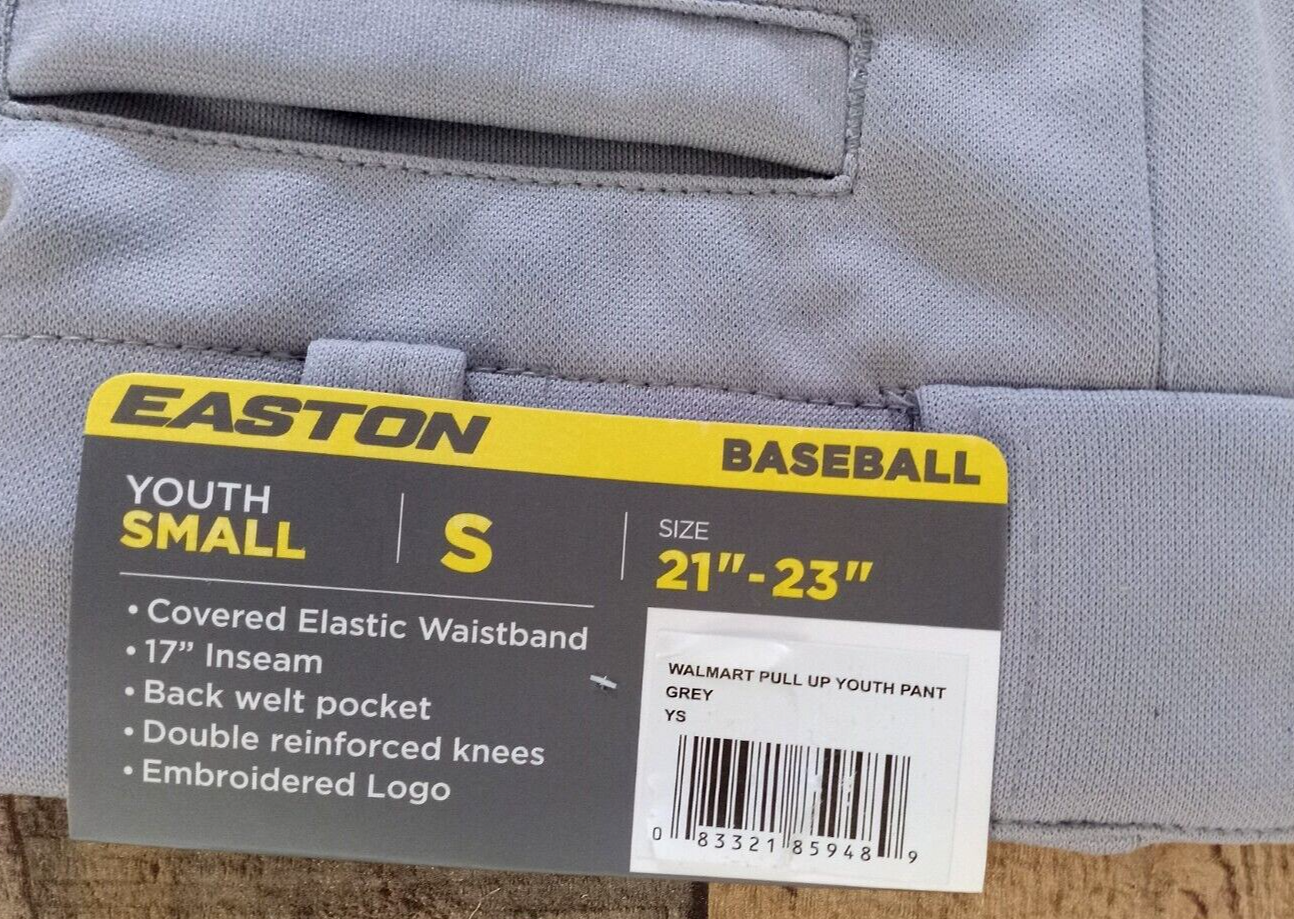 EASTON
BASEBALL
YOUTH
SMALL
S
SIZE
21"-23"
• Covered Elastic Waistband
• 17” Inseam
• Back welt pocket
• Double reinforced knees
• Embroidered Logo
WALMART PULL UP YOUTH PANT
GREY
YS
0 83321 85948 9